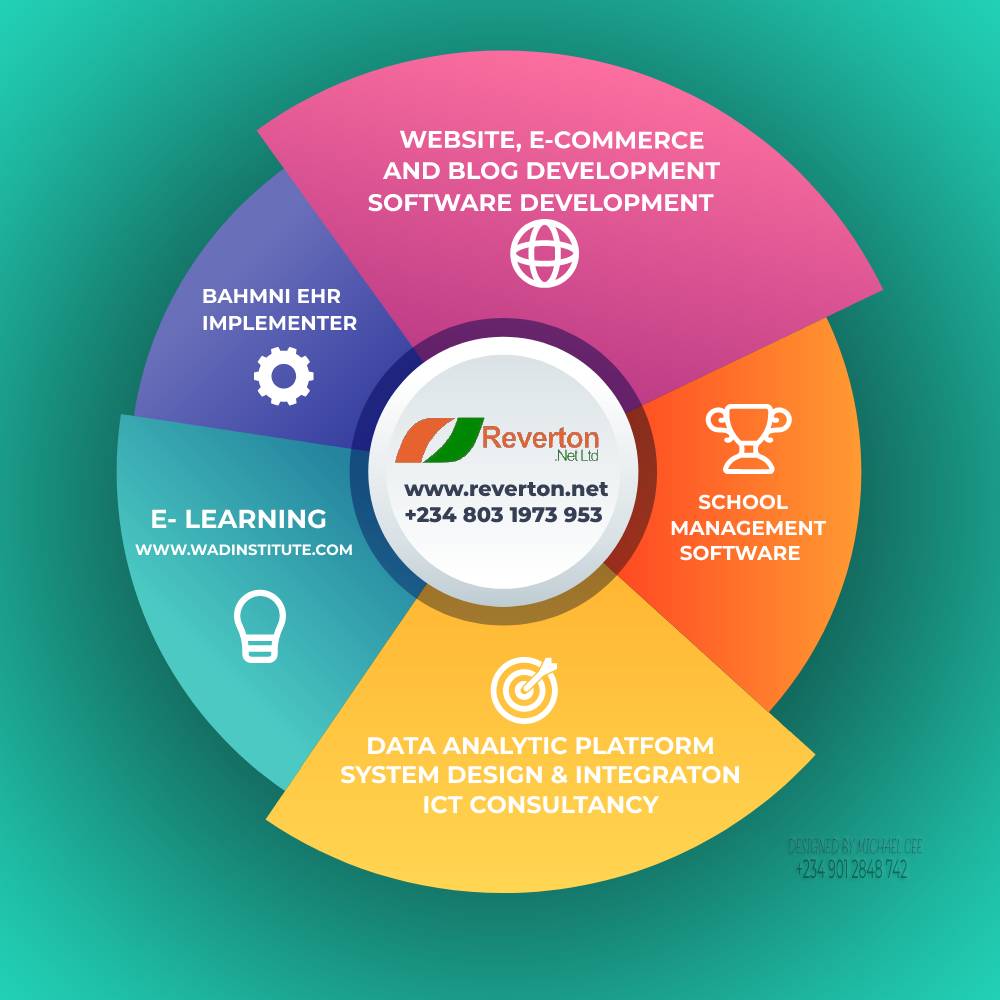 WEBSITE, E-COMMERCE
AND BLOG DEVELOPMENT
SOFTWARE DEVELOPMENT
BAHMNI EHR
IMPLEMENTER
Reverton
.Net Ltd
www.reverton.net
+234 803 1973 953
SCHOOL
MANAGEMENT
SOFTWARE
E- LEARNING
WWW.WADINSTITUTE.COM
DATA ANALYTIC PLATFORM
SYSTEM DESIGN & INTEGRATON
ICT CONSULTANCY
DESIGNED BY MICHAEL CEE
+234 901 2848 742